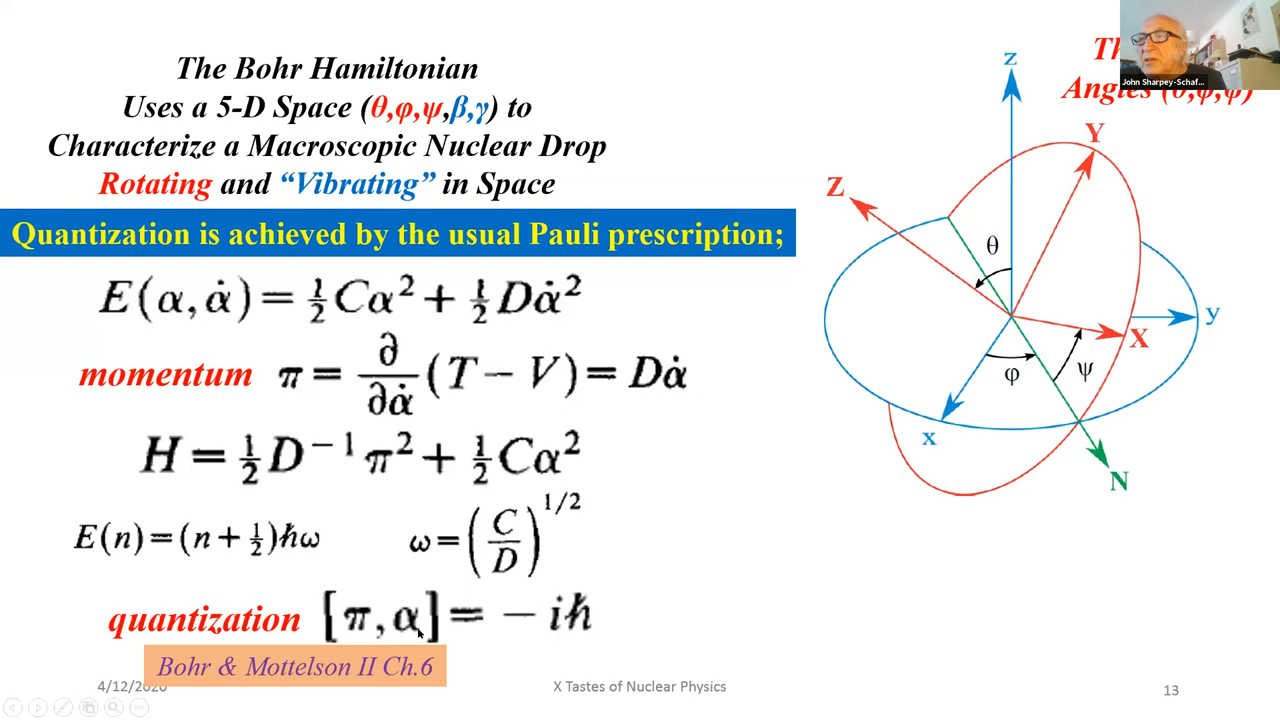 The Bohr Hamiltonian
Uses a 5-D Space (θ,φ,ψ,β,γ) to
Characterize a Macroscopic Nuclear Drop
Rotating and “Vibrating” in Space
Quantization is achieved by the usual Pauli prescription;
E(α, α̇) = ½Cα² + ½Dα̇²
momentum π = ∂/∂α̇ (T − V) = Dα̇
H = ½D⁻¹π² + ½Cα²
E(n) = (n + ½)ħω ω = (C/D)^1/2
quantization [π, α] = − iħ
Bohr & Mottelson II Ch.6
4/12/2020
X Tastes of Nuclear Physics
13
Angles (θ,φ,ψ)
John Sharpey-Schaf...
z
Y
Z
θ
y
X
φ
ψ
x
N